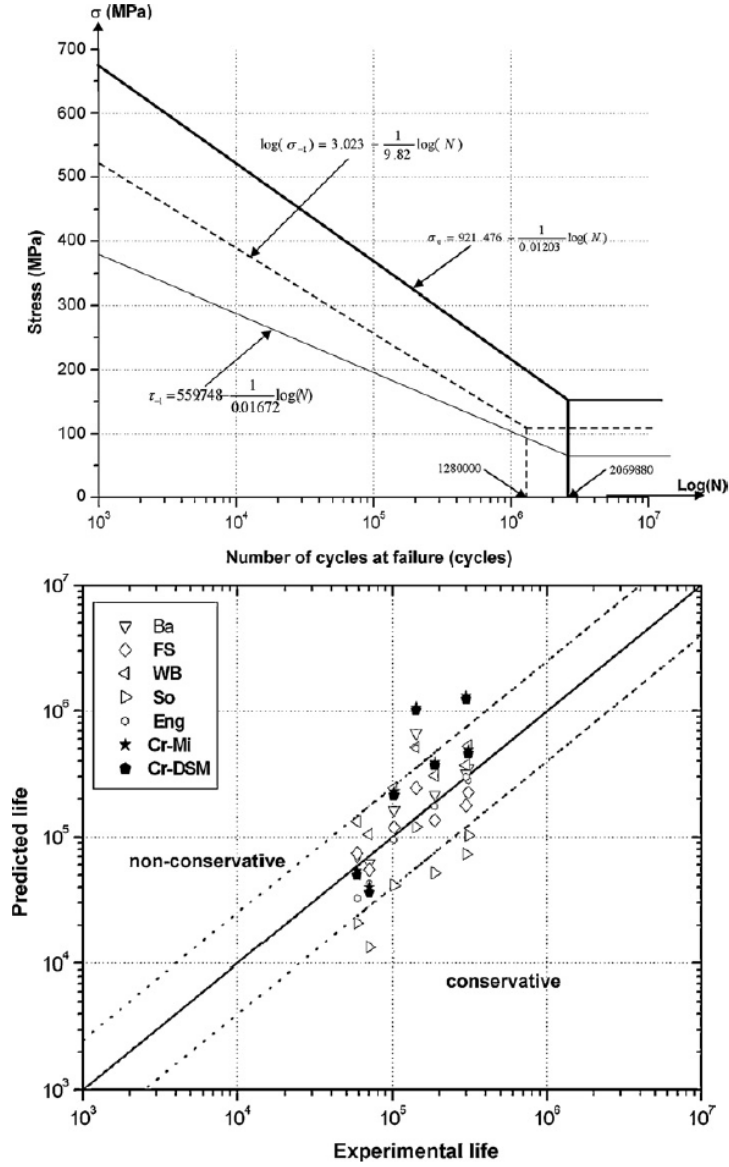 σ (MPa)
700
600
500
400
300
200
100
0
Stress (MPa)
log(σ₋₁) = 3.023 − 1/9.82 log(N)
σᵤ = 921.476 − 1/0.01203 log(N)
τ₋₁ = 559748 − 1/0.01672 log(N)
1280000
2069880
Log(N)
10³ 10⁴ 10⁵ 10⁶ 10⁷
Number of cycles at failure (cycles)
10⁷
10⁶
10⁵
10⁴
10³
Predicted life
Ba
FS
WB
So
Eng
Cr-Mi
Cr-DSM
non-conservative
conservative
10³ 10⁴ 10⁵ 10⁶ 10⁷
Experimental life